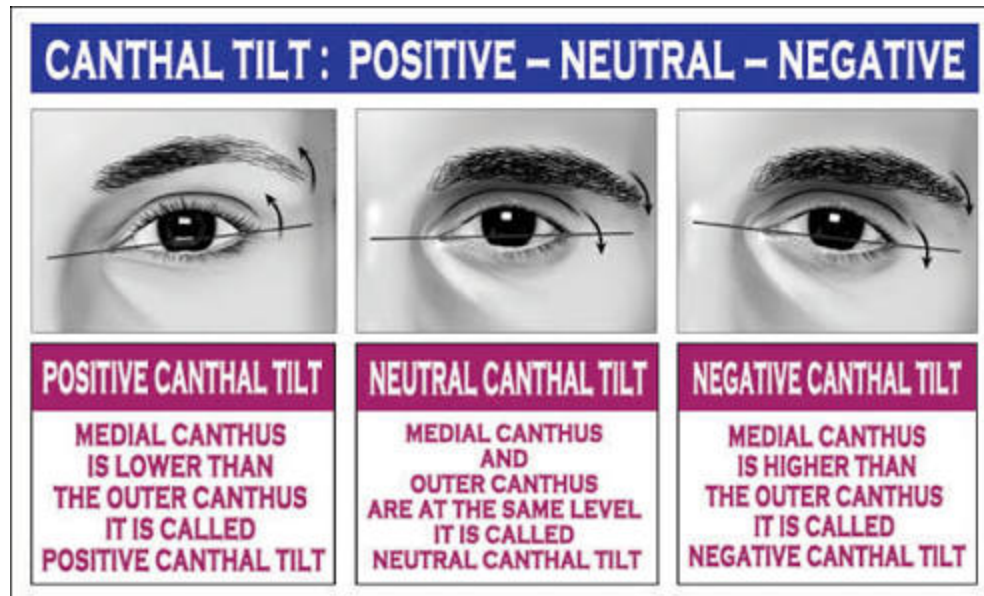 CANTHAL TILT : POSITIVE – NEUTRAL – NEGATIVE
POSITIVE CANTHAL TILT
MEDIAL CANTHUS
IS LOWER THAN
THE OUTER CANTHUS
IT IS CALLED
POSITIVE CANTHAL TILT
NEUTRAL CANTHAL TILT
MEDIAL CANTHUS
AND
OUTER CANTHUS
ARE AT THE SAME LEVEL
IT IS CALLED
NEUTRAL CANTHAL TILT
NEGATIVE CANTHAL TILT
MEDIAL CANTHUS
IS HIGHER THAN
THE OUTER CANTHUS
IT IS CALLED
NEGATIVE CANTHAL TILT